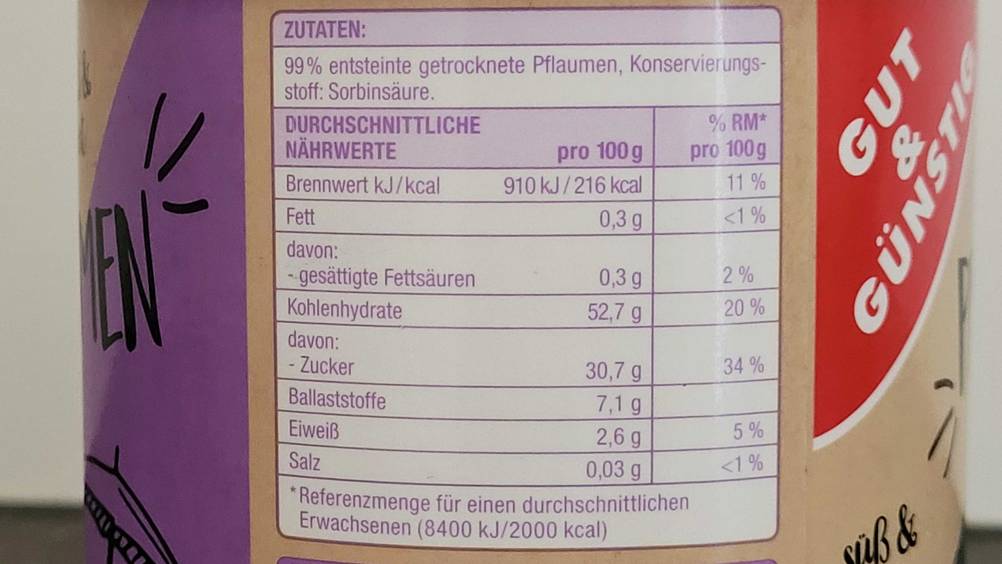 ZUTATEN:
99% entsteinte getrocknete Pflaumen, Konservierungs-
stoff: Sorbinsäure.
DURCHSCHNITTLICHE
NÄHRWERTE pro 100g % RM* pro 100g
Brennwert kJ/kcal 910 kJ/216 kcal 11 %
Fett 0,3 g <1 %
davon:
- gesättigte Fettsäuren 0,3 g 2 %
Kohlenhydrate 52,7 g 20 %
davon:
- Zucker 30,7 g 34 %
Ballaststoffe 7,1 g
Eiweiß 2,6 g 5 %
Salz 0,03 g <1 %
*Referenzmenge für einen durchschnittlichen
Erwachsenen (8400 kJ/2000 kcal)
GUT
&
GÜNSTIG
süß &